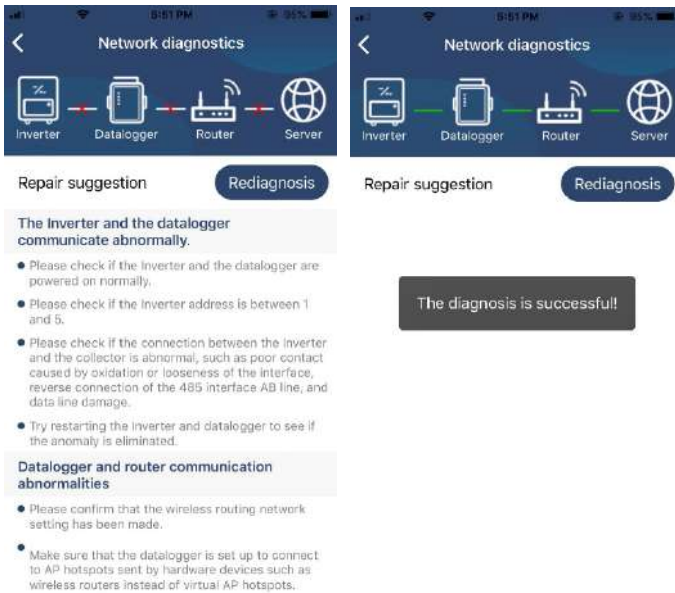 5:51 PM 95%
Network diagnostics
Inverter Datalogger Router Server
Repair suggestion Rediagnosis
The Inverter and the datalogger
communicate abnormally.
Please check if the Inverter and the datalogger are
powered on normally.
Please check if the Inverter address is between 1
and 5.
Please check if the connection between the Inverter
and the collector is abnormal, such as poor contact
caused by oxidation or looseness of the interface,
reverse connection of the 485 interface AB line, and
data line damage.
Try restarting the Inverter and datalogger to see if
the anomaly is eliminated.
Datalogger and router communication
abnormalities
Please confirm that the wireless routing network
setting has been made.
Make sure that the datalogger is set up to connect
to AP hotspots sent by hardware devices such as
wireless routers instead of virtual AP hotspots.
5:51 PM 95%
Network diagnostics
Inverter Datalogger Router Server
Repair suggestion Rediagnosis
The diagnosis is successful!